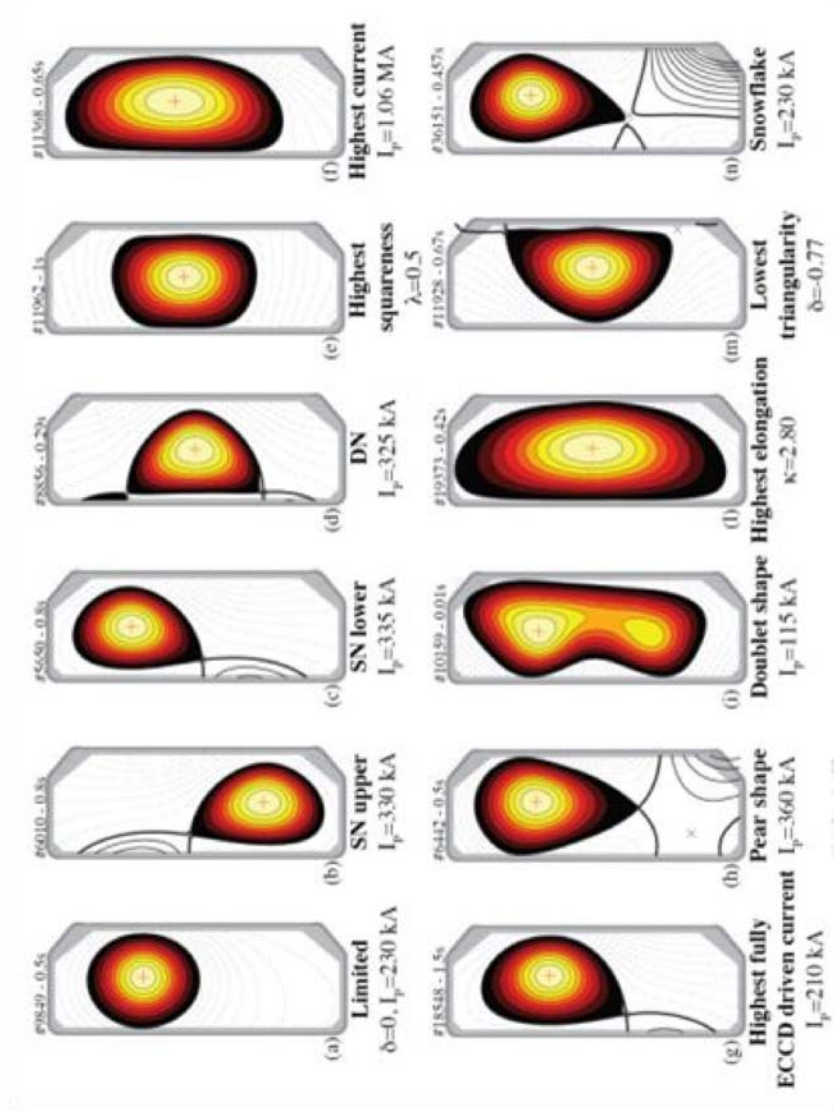 #9849 - 0.5s
(a)
Limited
δ=0, Iₚ=230 kA
#6010 - 0.8s
(b)
SN upper
Iₚ=330 kA
#5650 - 0.8s
(c)
SN lower
Iₚ=335 kA
#8856 - 0.29s
(d)
DN
Iₚ=325 kA
#11962 - 1s
(e)
Highest
squareness
λ=0.5
#11368 - 0.65s
(f)
Highest current
Iₚ=1.06 MA
#18548 - 1.5s
(g)
Highest fully
ECCD driven current
Iₚ=210 kA
#6442 - 0.5s
(h)
Pear shape
Iₚ=360 kA
#10159 - 0.01s
(i)
Doublet shape
Iₚ=115 kA
#19373 - 0.42s
(l)
Highest elongation
κ=2.80
#11928 - 0.67s
(m)
Lowest
triangularity
δ=-0.77
#36151 - 0.457s
(n)
Snowflake
Iₚ=230 kA